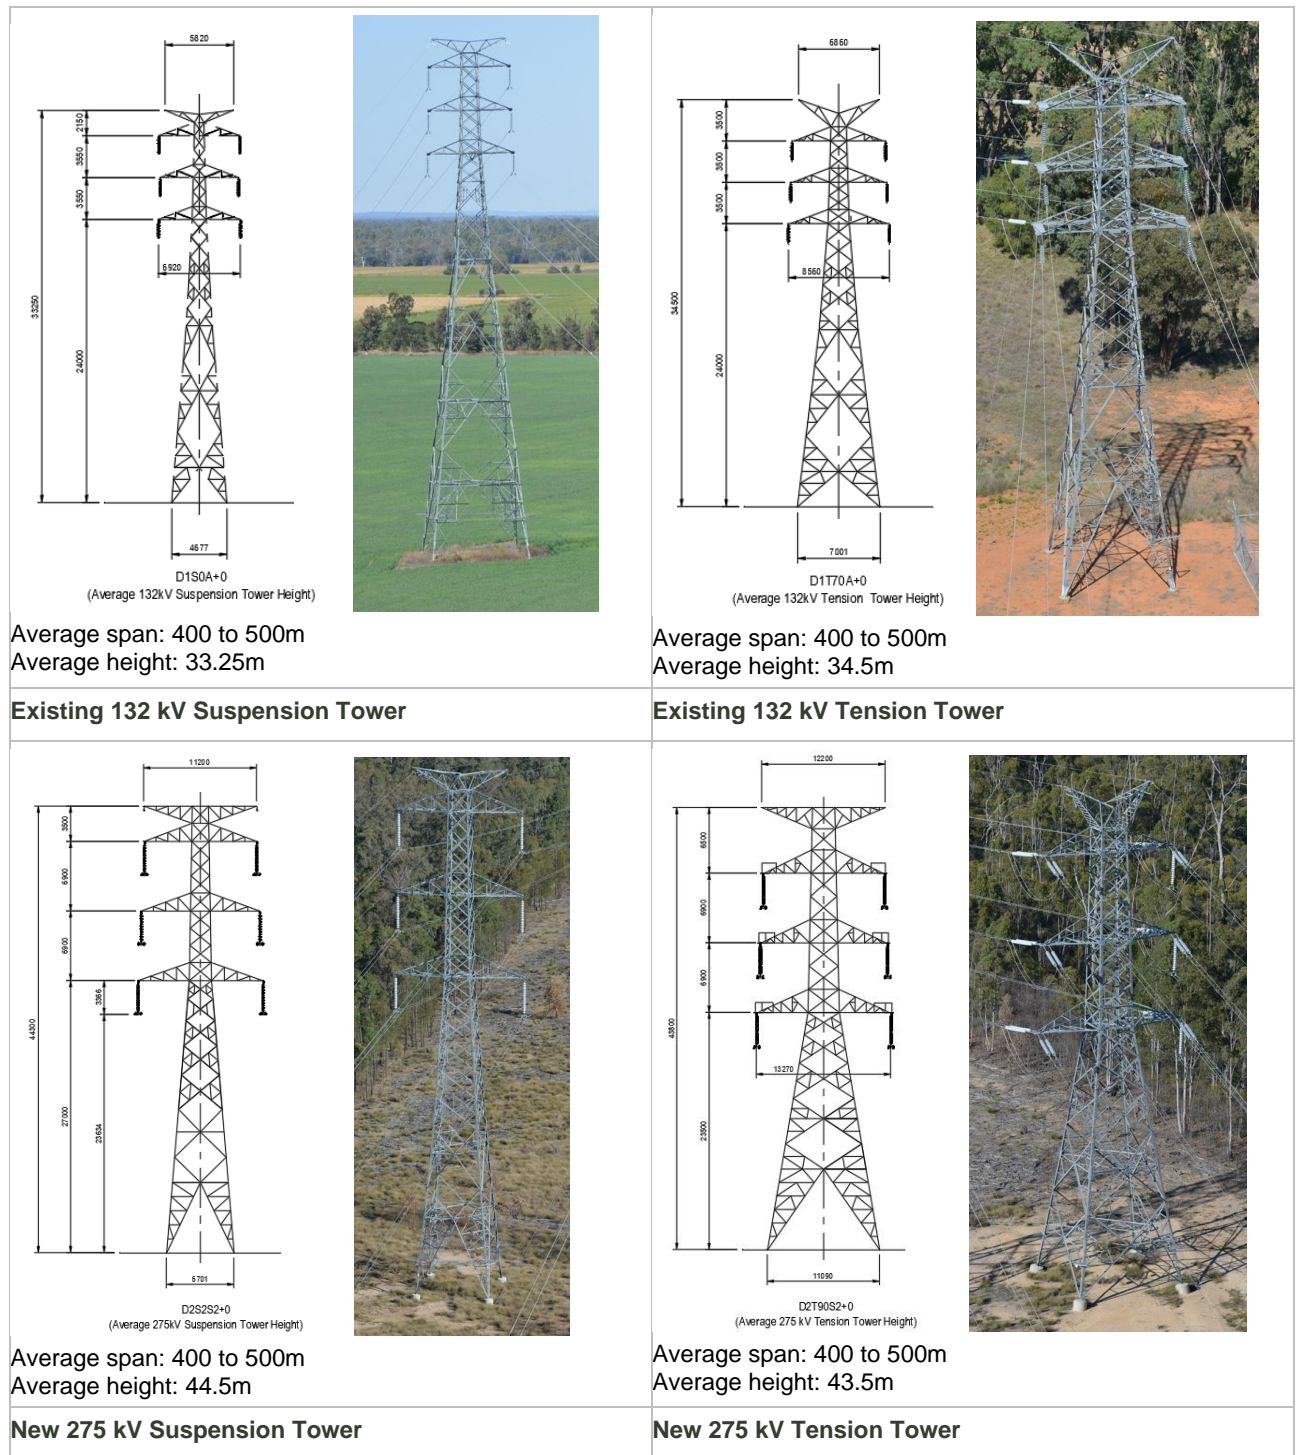 5820
2150
3550
3550
6920
33250
24000
4677
D1S0A+0
(Average 132kV Suspension Tower Height)
Average span: 400 to 500m
Average height: 33.25m
6860
3500
3500
3500
8560
34500
24000
7001
D1T70A+0
(Average 132kV Tension Tower Height)
Average span: 400 to 500m
Average height: 34.5m
Existing 132 kV Suspension Tower
Existing 132 kV Tension Tower
11200
3500
6900
6900
3366
44300
27000
23634
6701
D2S2S2+0
(Average 275kV Suspension Tower Height)
Average span: 400 to 500m
Average height: 44.5m
12200
6500
6900
6900
13270
43800
23500
11090
D2T90S2+0
(Average 275 kV Tension Tower Height)
Average span: 400 to 500m
Average height: 43.5m
New 275 kV Suspension Tower
New 275 kV Tension Tower